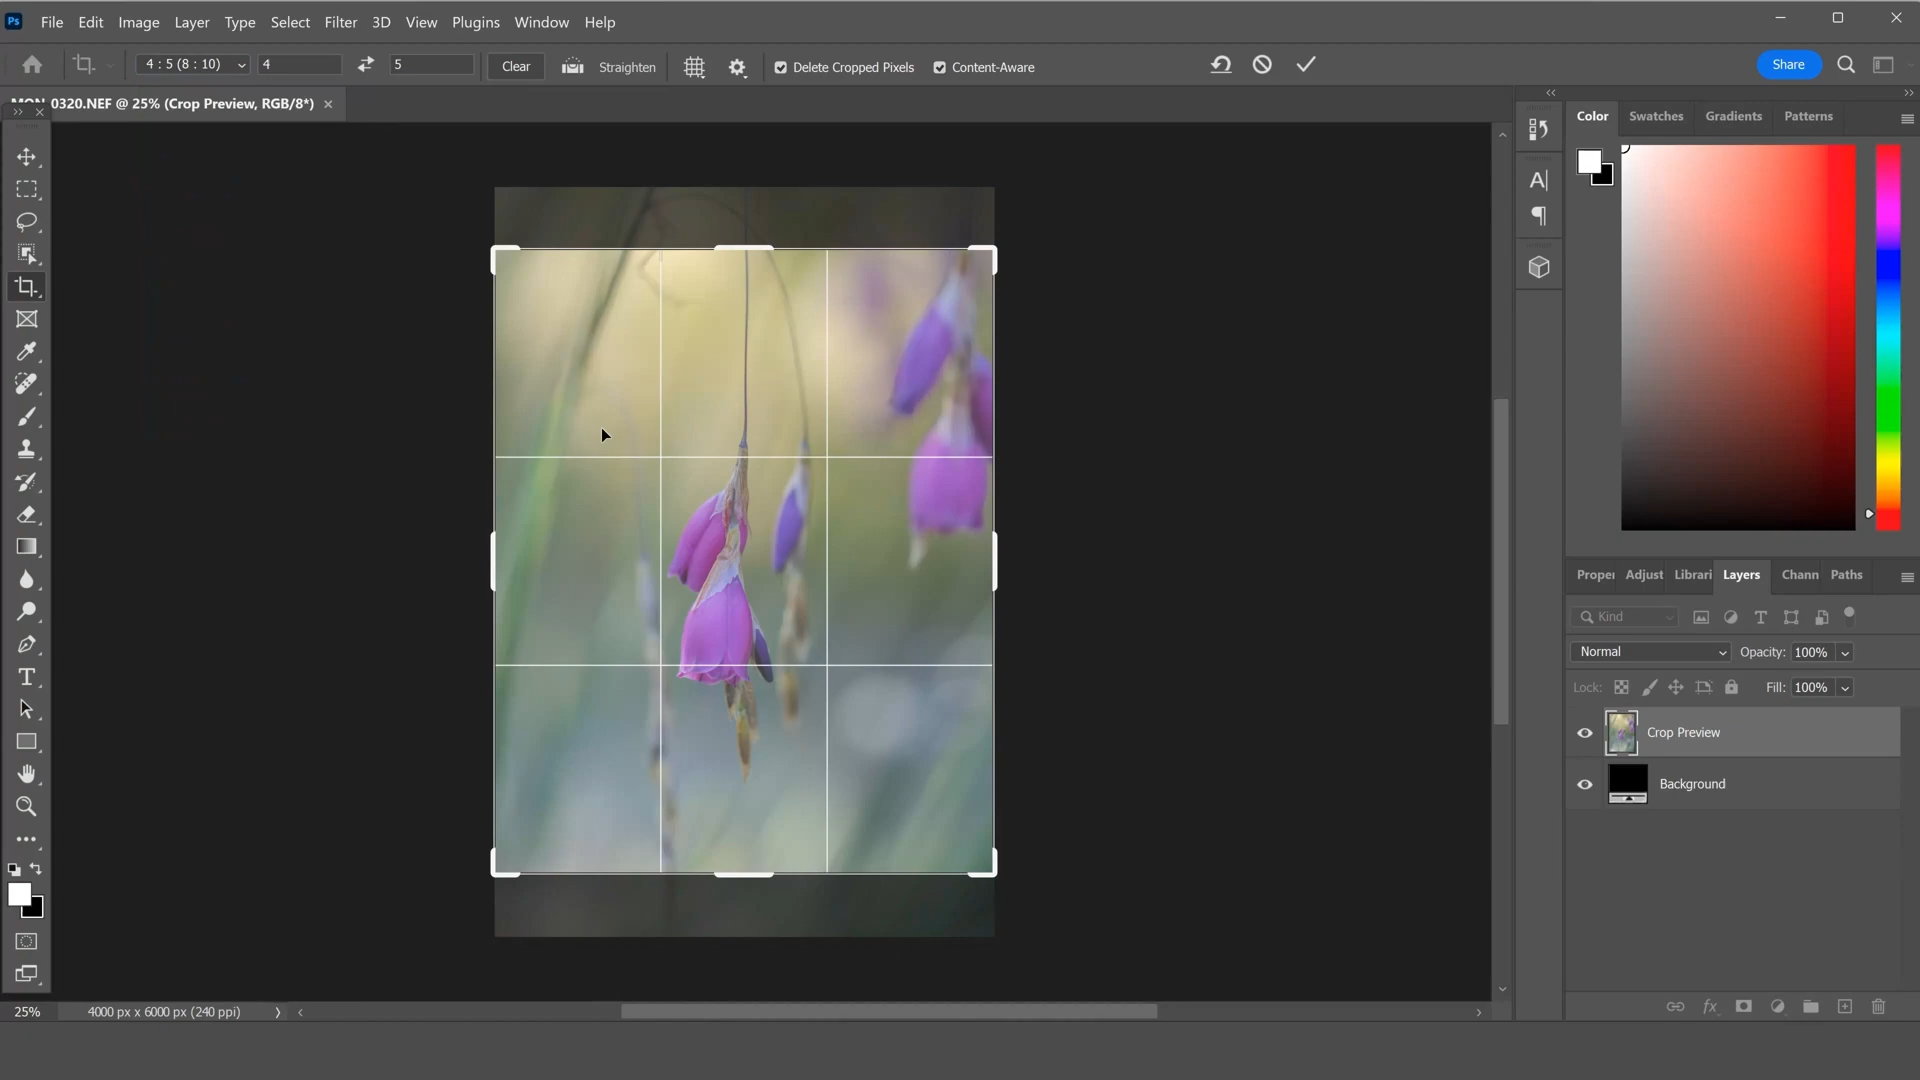 Ps File Edit Image Layer Type Select Filter 3D View Plugins Window Help
4 : 5 (8 : 10) 4 5 Clear Straighten Delete Cropped Pixels Content-Aware Share
0320.NEF @ 25% (Crop Preview, RGB/8*)
Color Swatches Gradients Patterns
Proper Adjust Librari Layers Chann Paths
Kind
Normal Opacity: 100%
Lock: Fill: 100%
Crop Preview
Background
25% 4000 px x 6000 px (240 ppi)